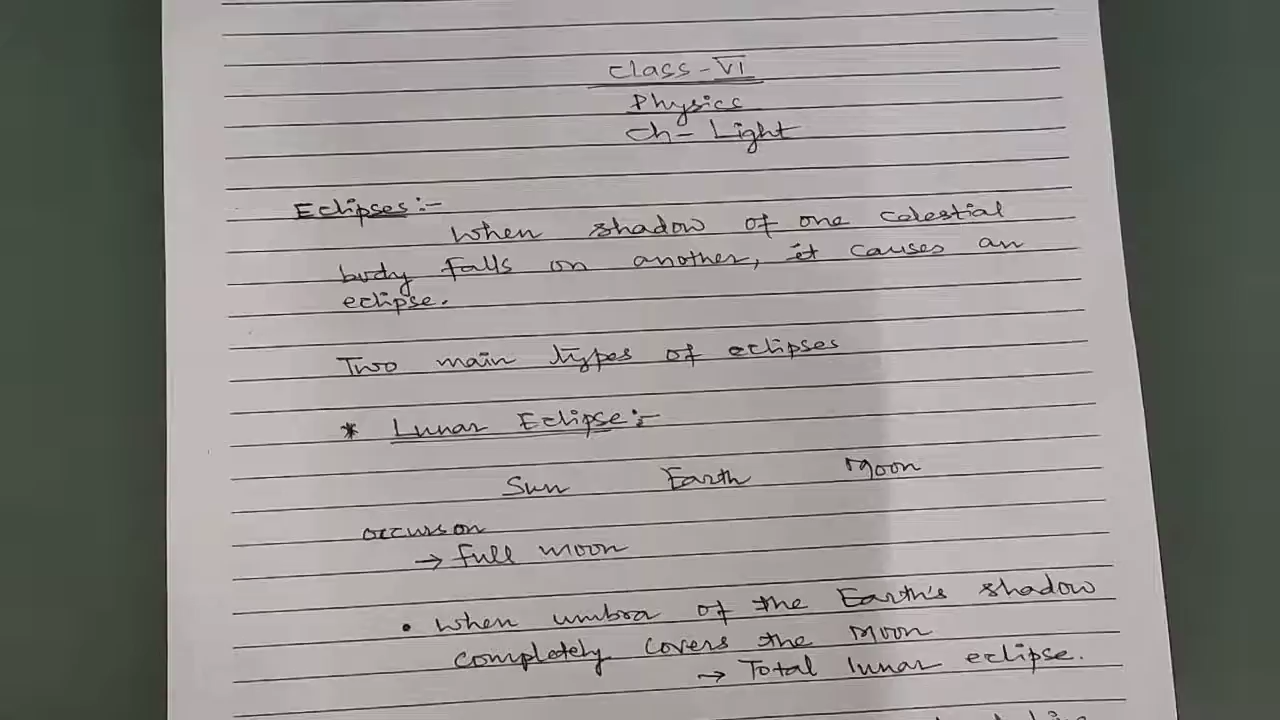 Class-VI
Physics
Ch- Light
Eclipses:-
When shadow of one celestial
body falls on another, it causes an
eclipse.
Two main types of eclipses
* Lunar Eclipse:-
Sun Earth Moon
occurs on
→ full moon
• When umbra of the Earth's shadow
completely covers the Moon
→ Total lunar eclipse.